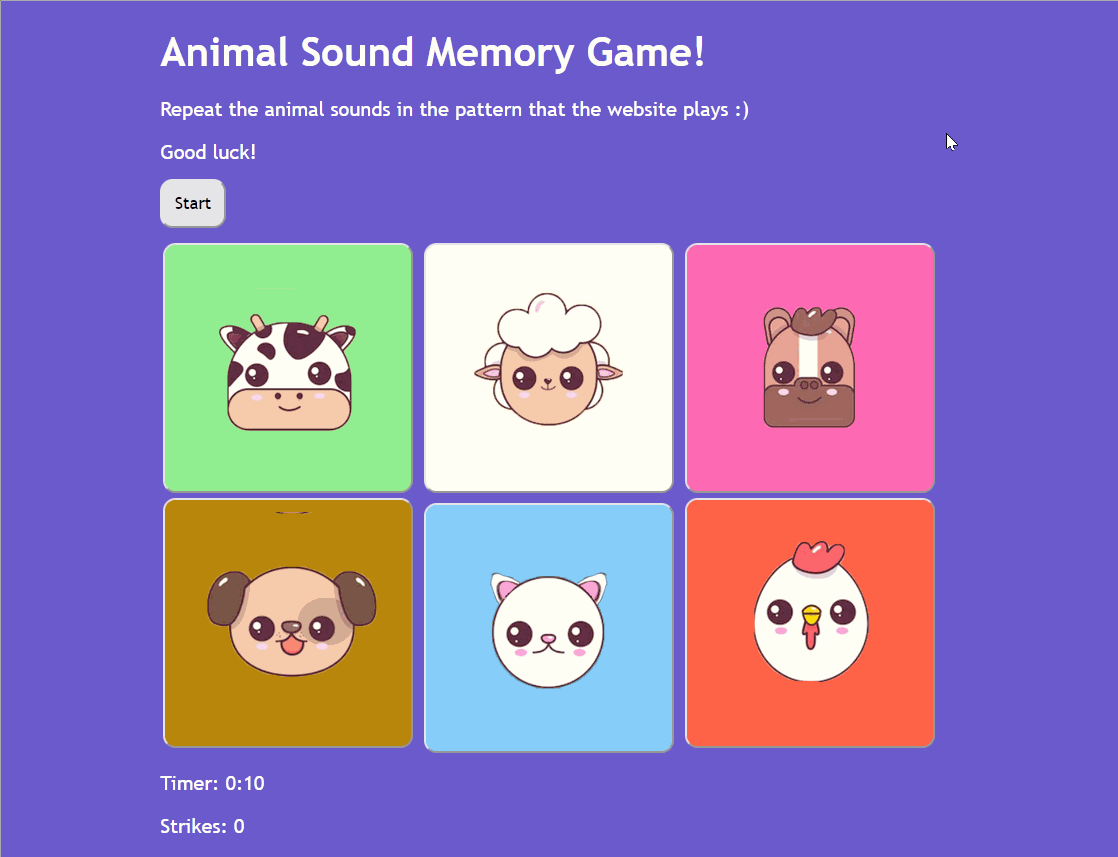 Animal Sound Memory Game!
Repeat the animal sounds in the pattern that the website plays :)
Good luck!
Start
Timer: 0:10
Strikes: 0